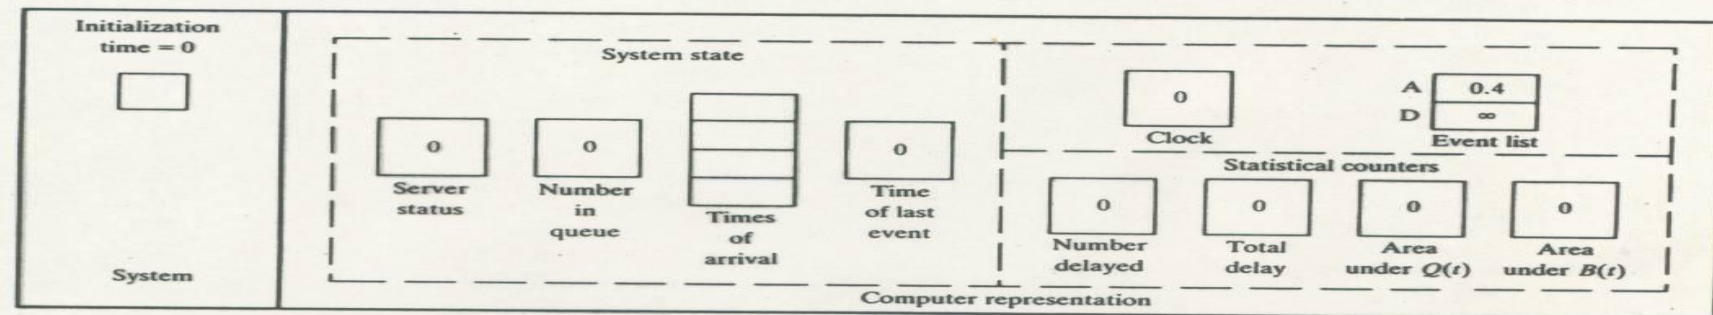 Initialization
time = 0
System
System state
0
Server
status
0
Number
in
queue
Times
of
arrival
0
Time
of last
event
0
Clock
A 0.4
D ∞
Event list
Statistical counters
0
Number
delayed
0
Total
delay
0
Area
under Q(t)
0
Area
under B(t)
Computer representation